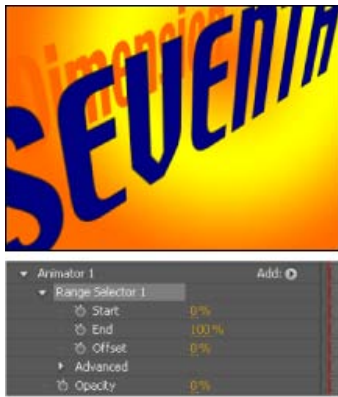 Dimension
SEVENTH
Animator 1 Add:
Range Selector 1
Start 0%
End 100%
Offset 0%
Advanced
Opacity 0%